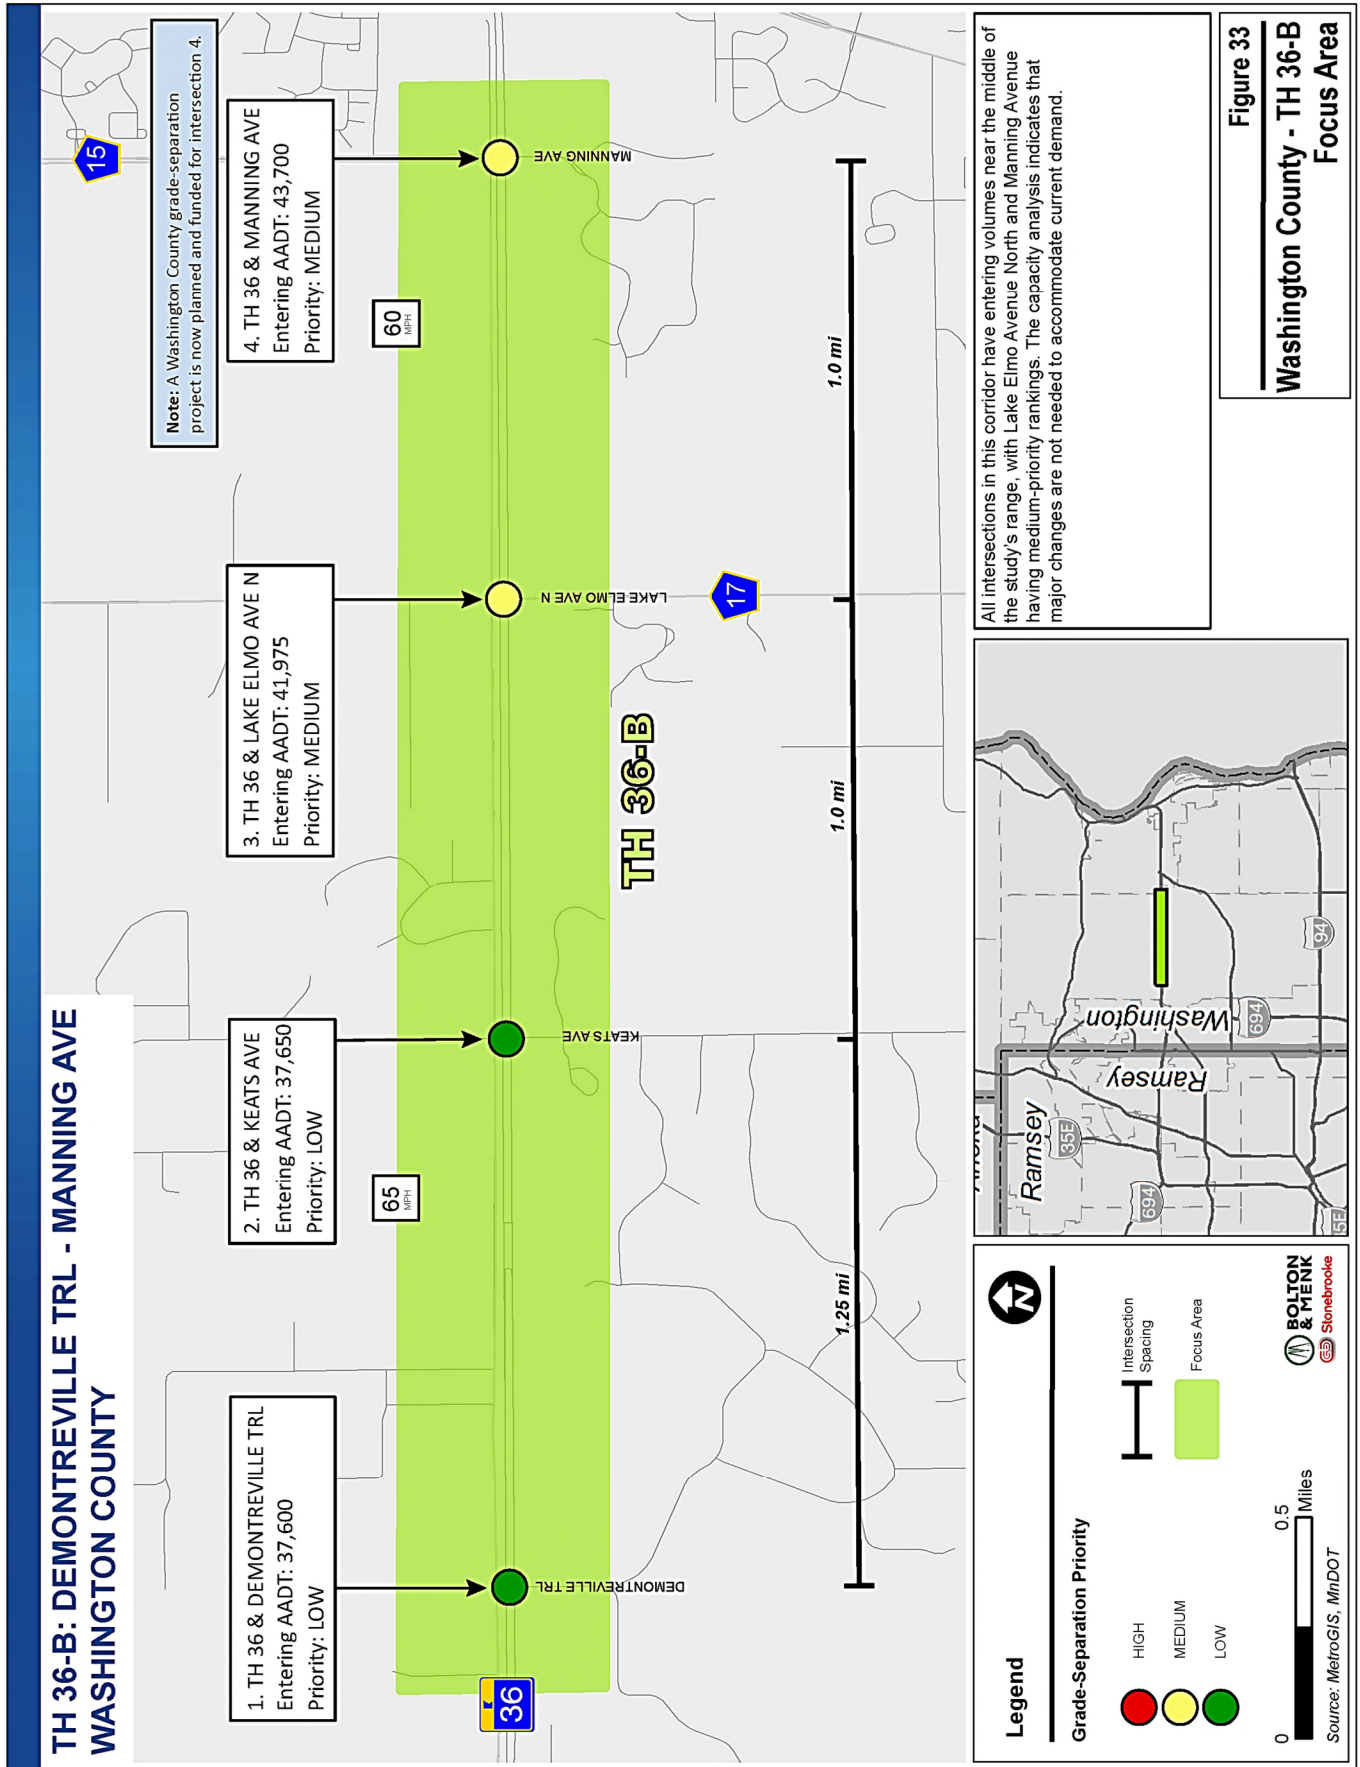 TH 36-B: DEMONTREVILLE TRL - MANNING AVE
WASHINGTON COUNTY
Note: A Washington County grade-separation
project is now planned and funded for intersection 4.
15
1. TH 36 & DEMONTREVILLE TRL
Entering AADT: 37,600
Priority: LOW
2. TH 36 & KEATS AVE
Entering AADT: 37,650
Priority: LOW
3. TH 36 & LAKE ELMO AVE N
Entering AADT: 41,975
Priority: MEDIUM
4. TH 36 & MANNING AVE
Entering AADT: 43,700
Priority: MEDIUM
65
MPH
60
MPH
36
DEMONTREVILLE TRL
KEATS AVE
LAKE ELMO AVE N
MANNING AVE
TH 36-B
17
1.25 mi
1.0 mi
1.0 mi
Legend
N
Grade-Separation Priority
HIGH
MEDIUM
LOW
Intersection
Spacing
Focus Area
0
0.5
Miles
Source: MetroGIS, MnDOT
BOLTON
& MENK
Stonebrooke
Ramsey
Ramsey
Washington
35E
694
694
94
5E
All intersections in this corridor have entering volumes near the middle of
the study's range, with Lake Elmo Avenue North and Manning Avenue
having medium-priority rankings. The capacity analysis indicates that
major changes are not needed to accommodate current demand.
Figure 33
Washington County - TH 36-B
Focus Area